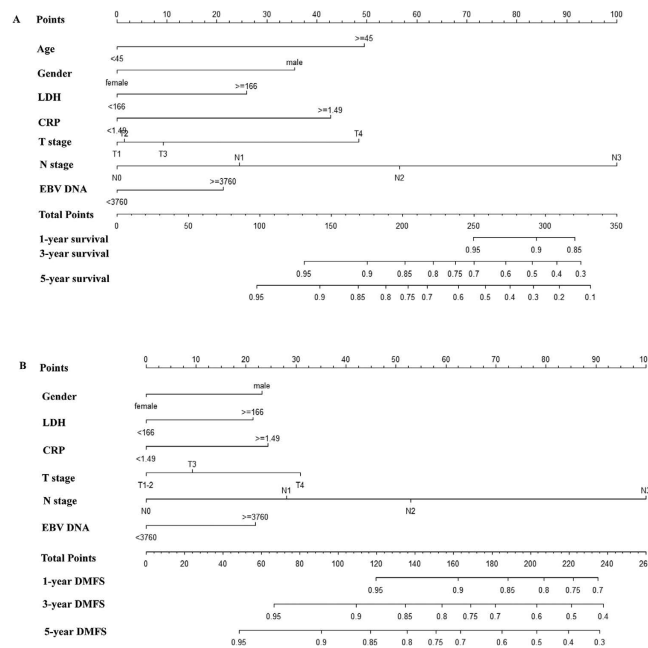 A
Points 0 10 20 30 40 50 60 70 80 90 100
Age <45 >=45
Gender female male
LDH <166 >=166
CRP <1.49 >=1.49
T stage T1 T2 T3 T4
N stage N0 N1 N2 N3
EBV DNA <3760 >=3760
Total Points 0 50 100 150 200 250 300 350
1-year survival 0.95 0.9 0.85
3-year survival 0.95 0.9 0.85 0.8 0.75 0.7 0.6 0.5 0.4 0.3
5-year survival 0.95 0.9 0.85 0.8 0.75 0.7 0.6 0.5 0.4 0.3 0.2 0.1
B
Points 0 10 20 30 40 50 60 70 80 90 100
Gender female male
LDH <166 >=166
CRP <1.49 >=1.49
T stage T1-2 T3 T4
N stage N0 N1 N2
EBV DNA <3760 >=3760
Total Points 0 20 40 60 80 100 120 140 160 180 200 220 240 260
1-year DMFS 0.95 0.9 0.85 0.8 0.75 0.7
3-year DMFS 0.95 0.9 0.85 0.8 0.75 0.7 0.6 0.5 0.4
5-year DMFS 0.95 0.9 0.85 0.8 0.75 0.7 0.6 0.5 0.4 0.3